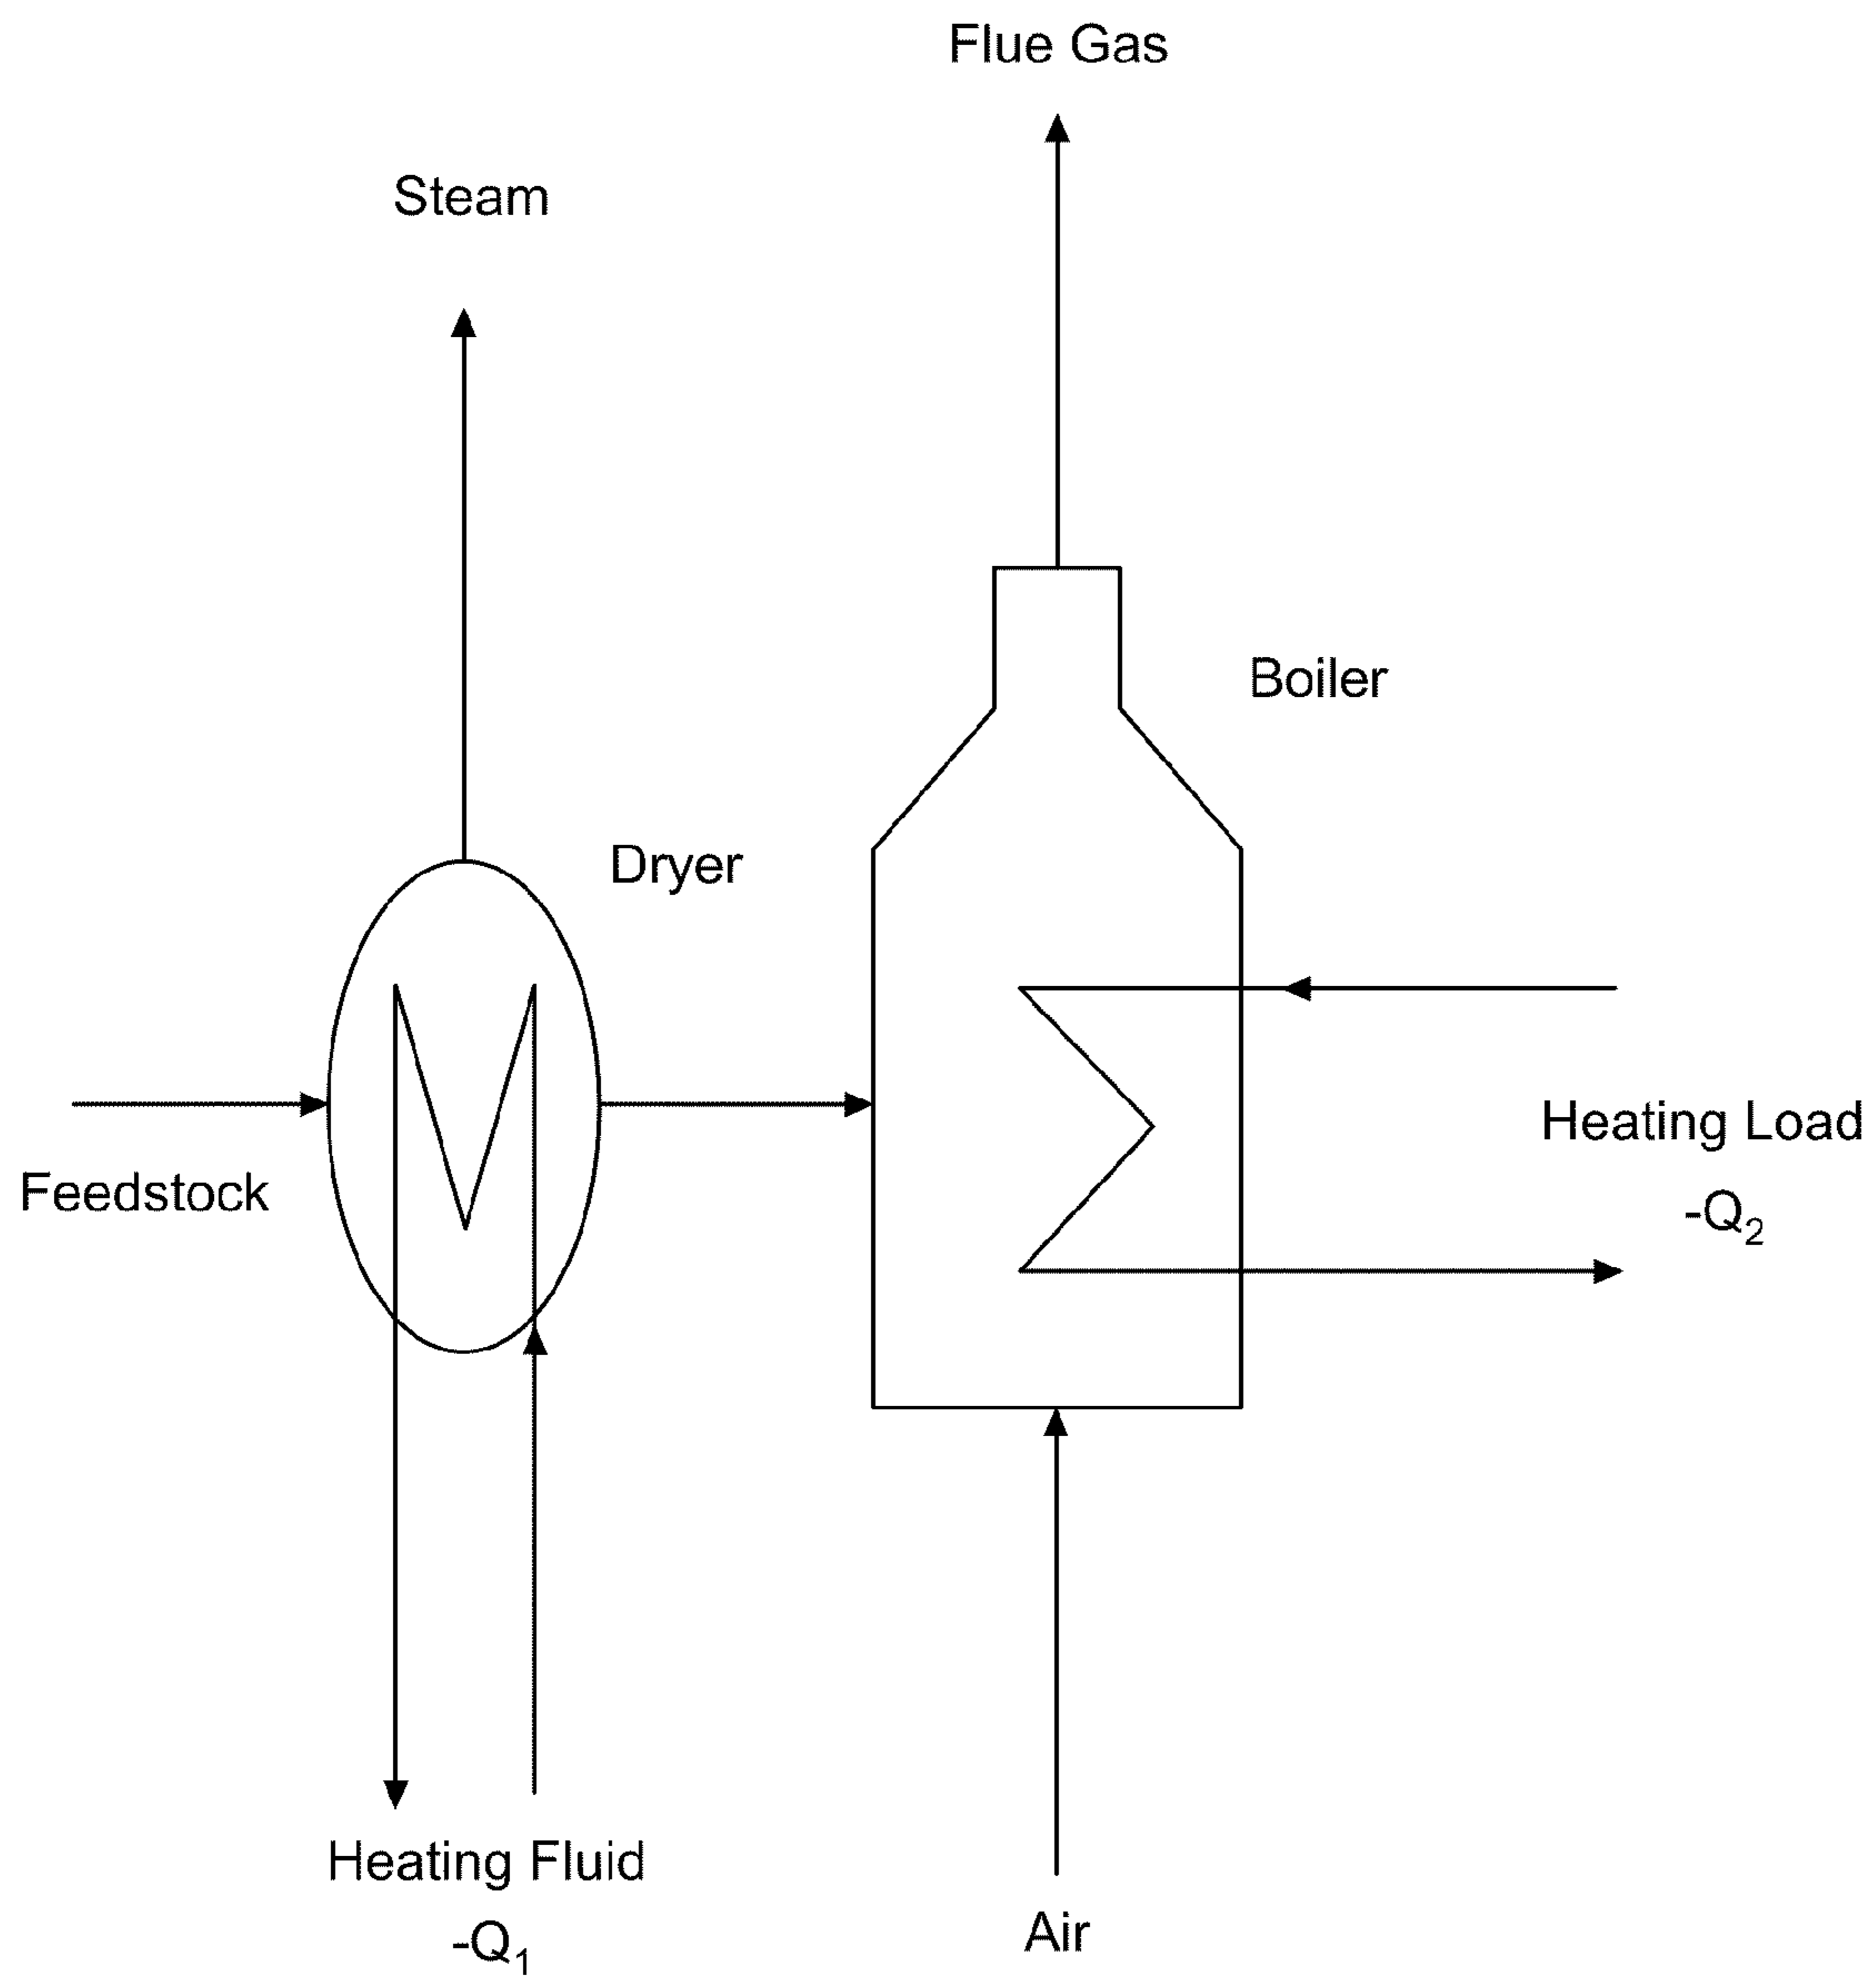 Flue Gas
Steam
Boiler
Dryer
Heating Load
-Q₂
Feedstock
Heating Fluid
-Q₁
Air